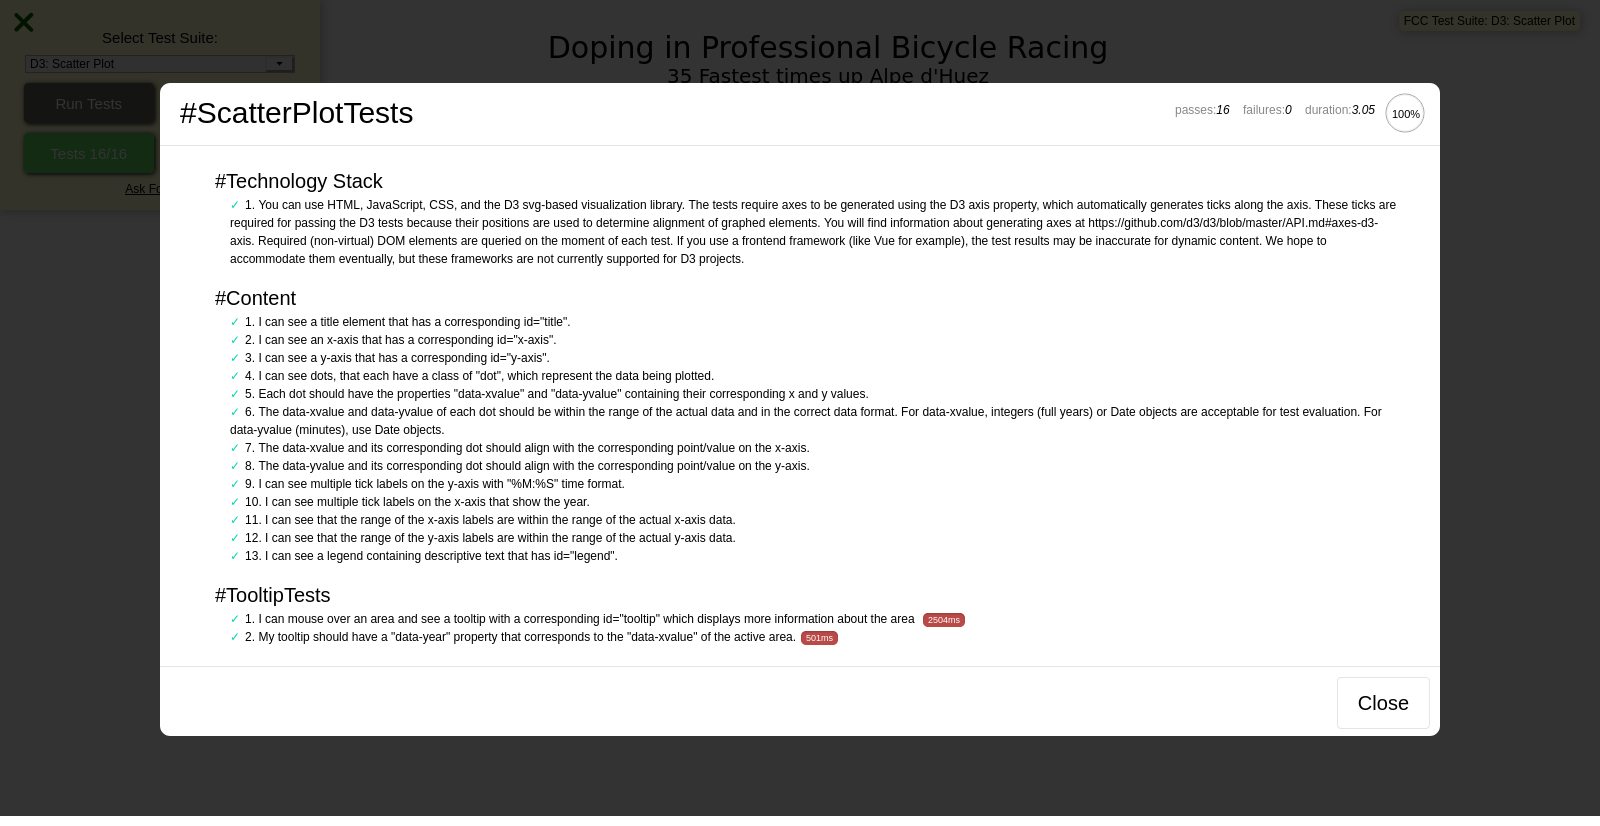 FCC Test Suite: D3: Scatter Plot
Select Test Suite:
D3: Scatter Plot
Run Tests
Tests 16/16
Ask Fo
Doping in Professional Bicycle Racing
35 Fastest times up Alpe d'Huez
#ScatterPlotTests
passes:16 failures:0 duration:3.05 100%
#Technology Stack
✓ 1. You can use HTML, JavaScript, CSS, and the D3 svg-based visualization library. The tests require axes to be generated using the D3 axis property, which automatically generates ticks along the axis. These ticks are
required for passing the D3 tests because their positions are used to determine alignment of graphed elements. You will find information about generating axes at https://github.com/d3/d3/blob/master/API.md#axes-d3-
axis. Required (non-virtual) DOM elements are queried on the moment of each test. If you use a frontend framework (like Vue for example), the test results may be inaccurate for dynamic content. We hope to
accommodate them eventually, but these frameworks are not currently supported for D3 projects.
#Content
✓ 1. I can see a title element that has a corresponding id="title".
✓ 2. I can see an x-axis that has a corresponding id="x-axis".
✓ 3. I can see a y-axis that has a corresponding id="y-axis".
✓ 4. I can see dots, that each have a class of "dot", which represent the data being plotted.
✓ 5. Each dot should have the properties "data-xvalue" and "data-yvalue" containing their corresponding x and y values.
✓ 6. The data-xvalue and data-yvalue of each dot should be within the range of the actual data and in the correct data format. For data-xvalue, integers (full years) or Date objects are acceptable for test evaluation. For
data-yvalue (minutes), use Date objects.
✓ 7. The data-xvalue and its corresponding dot should align with the corresponding point/value on the x-axis.
✓ 8. The data-yvalue and its corresponding dot should align with the corresponding point/value on the y-axis.
✓ 9. I can see multiple tick labels on the y-axis with "%M:%S" time format.
✓ 10. I can see multiple tick labels on the x-axis that show the year.
✓ 11. I can see that the range of the x-axis labels are within the range of the actual x-axis data.
✓ 12. I can see that the range of the y-axis labels are within the range of the actual y-axis data.
✓ 13. I can see a legend containing descriptive text that has id="legend".
#TooltipTests
✓ 1. I can mouse over an area and see a tooltip with a corresponding id="tooltip" which displays more information about the area 2504ms
✓ 2. My tooltip should have a "data-year" property that corresponds to the "data-xvalue" of the active area. 501ms
Close